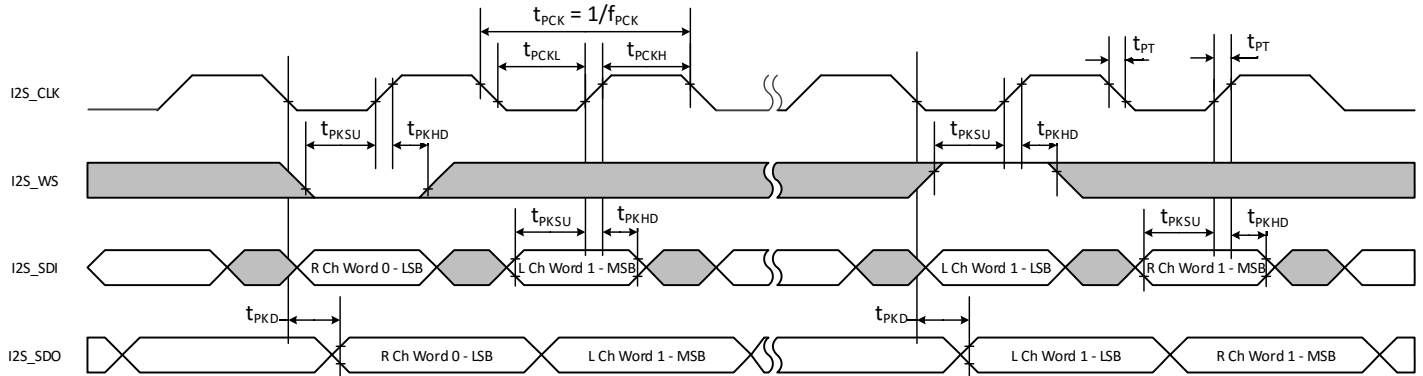 tPCK = 1/fPCK
tPCKL tPCKH tPT tPT
I2S_CLK
tPKSU tPKHD tPKSU tPKHD
I2S_WS
tPKSU tPKHD tPKSU tPKHD
I2S_SDI R Ch Word 0 - LSB L Ch Word 1 - MSB L Ch Word 1 - LSB R Ch Word 1 - MSB
tPKD tPKD
I2S_SDO R Ch Word 0 - LSB L Ch Word 1 - MSB L Ch Word 1 - LSB R Ch Word 1 - MSB